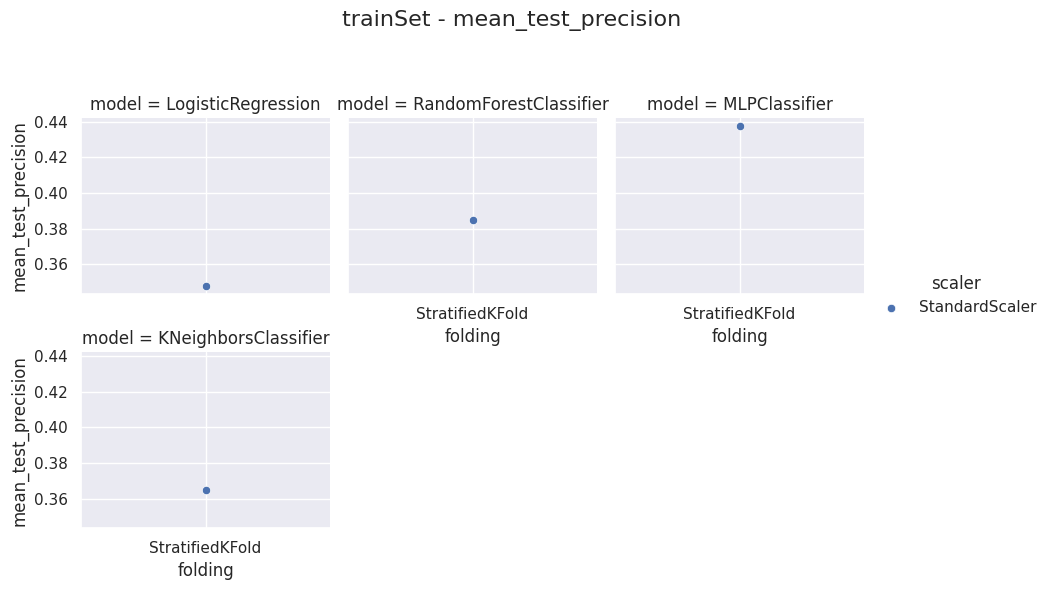 trainSet - mean_test_precision
model = LogisticRegression
model = RandomForestClassifier
model = MLPClassifier
mean_test_precision
0.44
0.42
0.40
0.38
0.36
StratifiedKFold
folding
StratifiedKFold
folding
scaler
StandardScaler
model = KNeighborsClassifier
mean_test_precision
0.44
0.42
0.40
0.38
0.36
StratifiedKFold
folding